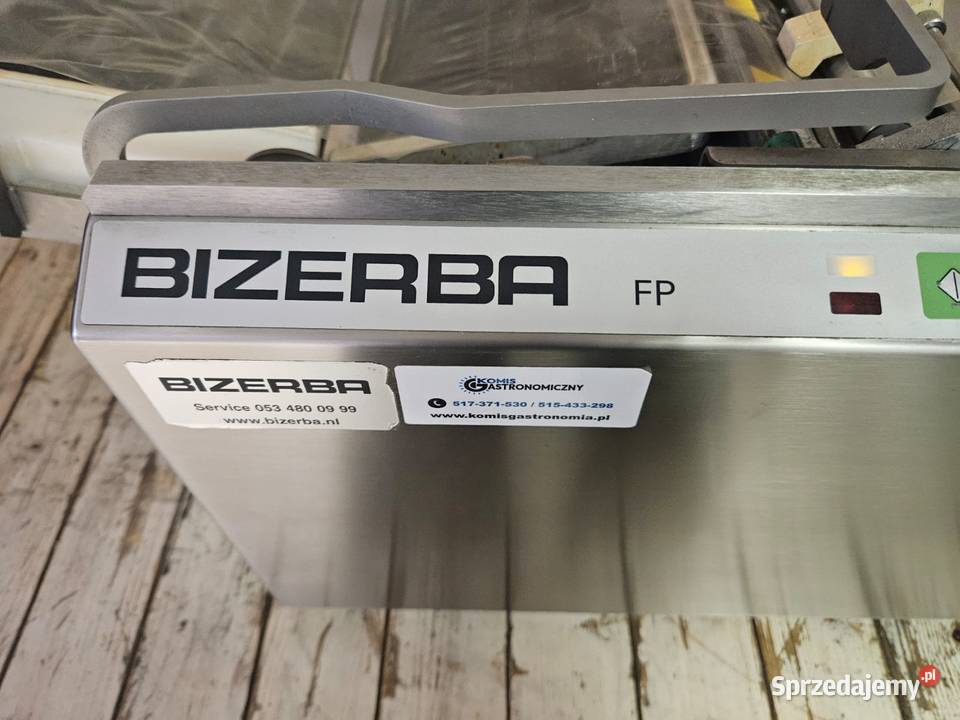 BIZERBA FP
BIZERBA
Service 053 480 09 99
www.bizerba.nl
KOMIS
GASTRONOMICZNY
517-371-530 / 515-433-298
www.komisgastronomia.pl
Sprzedajemy.pl